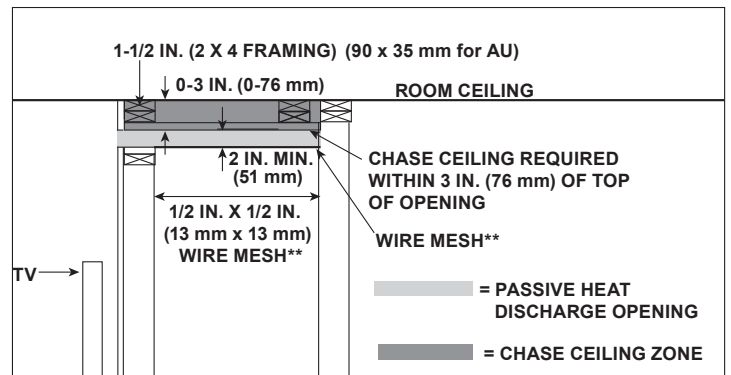 1-1/2 IN. (2 X 4 FRAMING) (90 x 35 mm for AU)
0-3 IN. (0-76 mm)
ROOM CEILING
2 IN. MIN.
(51 mm)
CHASE CEILING REQUIRED
WITHIN 3 IN. (76 mm) OF TOP
OF OPENING
1/2 IN. X 1/2 IN.
(13 mm x 13 mm)
WIRE MESH**
WIRE MESH**
TV
= PASSIVE HEAT
DISCHARGE OPENING
= CHASE CEILING ZONE